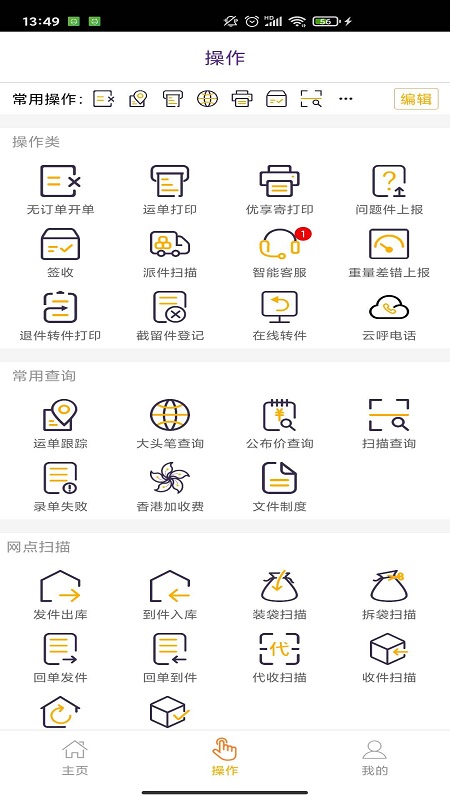 13:49 HD 5G 56
操作
常用操作： ··· 编辑
操作类
无订单开单 运单打印 优享寄打印 问题件上报
1
签收 派件扫描 智能客服 重量差错上报
退件转件打印 截留件登记 在线转件 云呼电话
常用查询
运单跟踪 大头笔查询 公布价查询 扫描查询
录单失败 香港加收费 文件制度
网点扫描
发件出库 到件入库 装袋扫描 拆袋扫描
代
回单发件 回单到件 代收扫描 收件扫描
主页 操作 我的